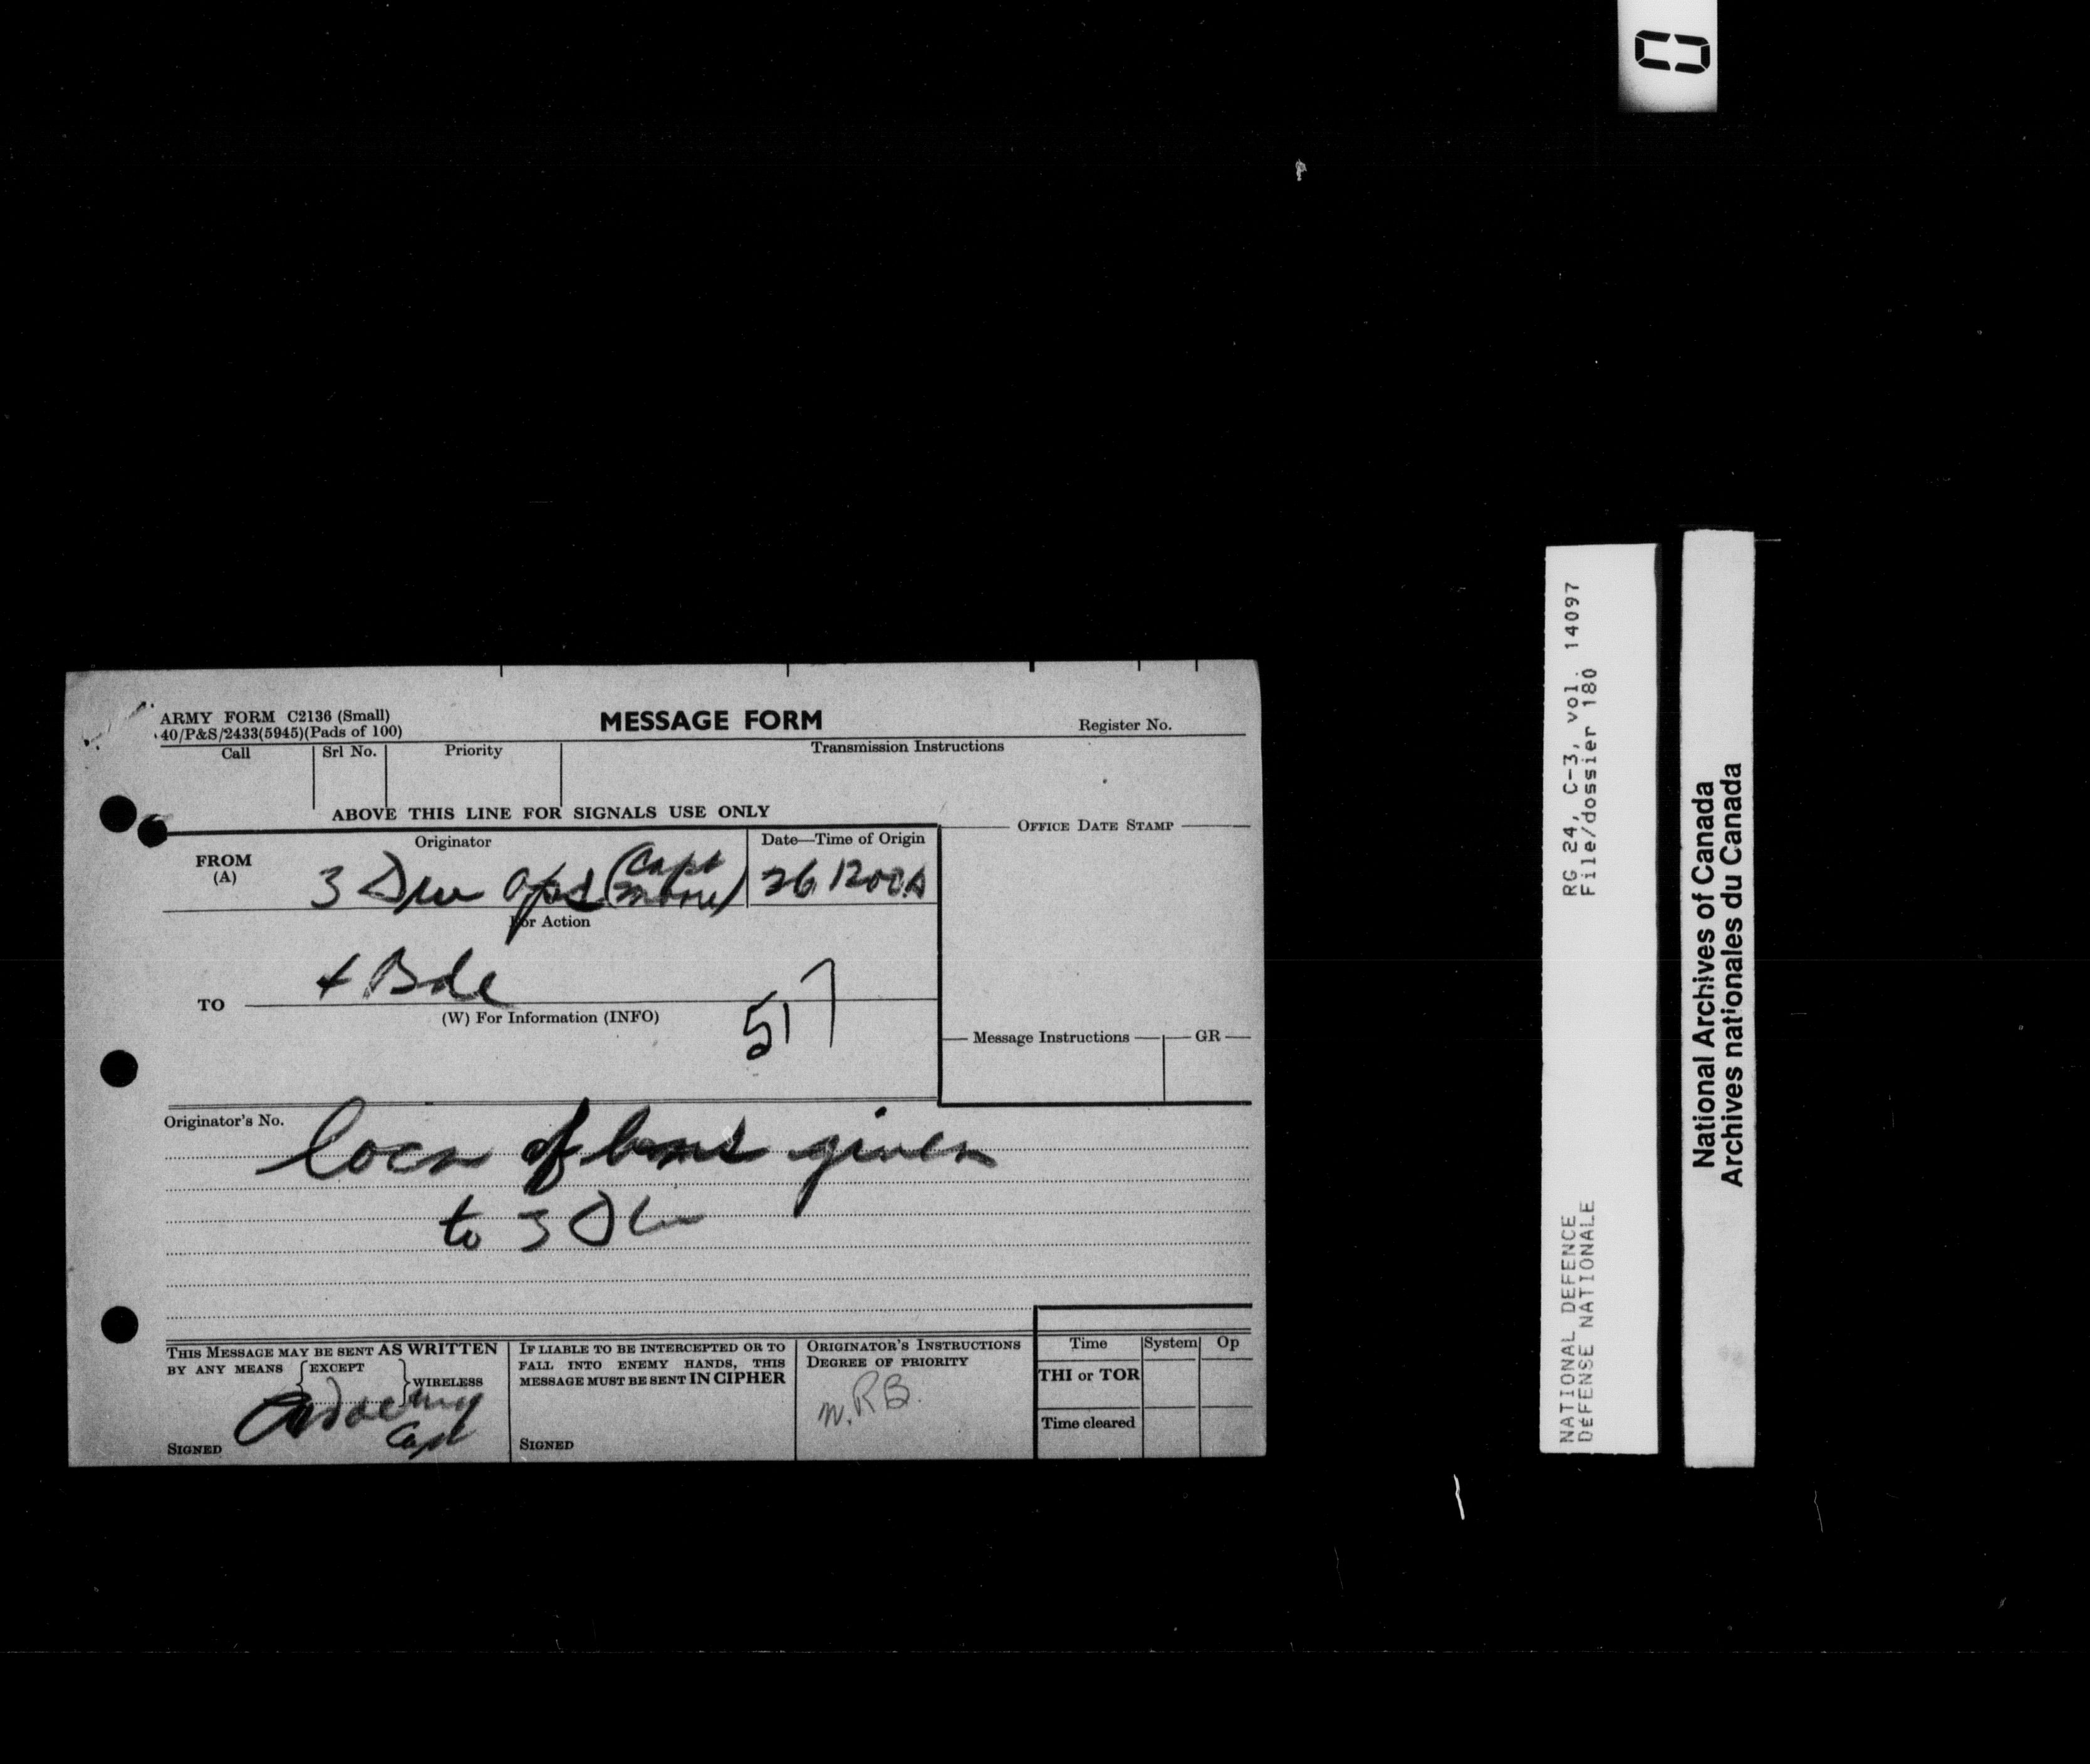 ARMY FORM C2136 (Small)
40/P&S/2433(5945)(Pads of 100)
MESSAGE FORM
Register No.
Call
Srl No.
Priority
Transmission Instructions
ABOVE THIS LINE FOR SIGNALS USE ONLY
Originator
Date—Time of Origin
OFFICE DATE STAMP
FROM
(A)
3 Div Ops (Capt
26 1200A
For Action
Bde
TO
(W) For Information (INFO)
517
Message Instructions
GR
Originator's No.
locn of given
to 3 Div
THIS MESSAGE MAY BE SENT AS WRITTEN
BY ANY MEANS { EXCEPT } WIRELESS
Capt
SIGNED
IF LIABLE TO BE INTERCEPTED OR TO
FALL INTO ENEMY HANDS, THIS
MESSAGE MUST BE SENT IN CIPHER
SIGNED
ORIGINATOR'S INSTRUCTIONS
DEGREE OF PRIORITY
W.R.B.
Time
System
Op
THI or TOR
Time cleared
RG 24, C-3, vol. 14097
File/dossier 180
NATIONAL DEFENCE
DÉFENSE NATIONALE
National Archives of Canada
Archives nationales du Canada